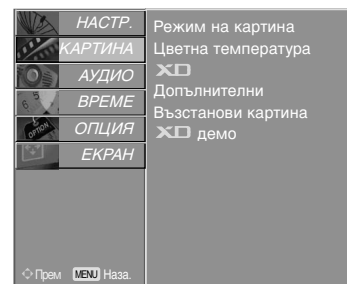 НАСТР.
КАРТИНА
АУДИО
ВРЕМЕ
ОПЦИЯ
OPTION
ЕКРАН
Прем MENU Наза.
Режим на картина
Цветна температура
XD
Допълнителни
Възстанови картина
XD демо